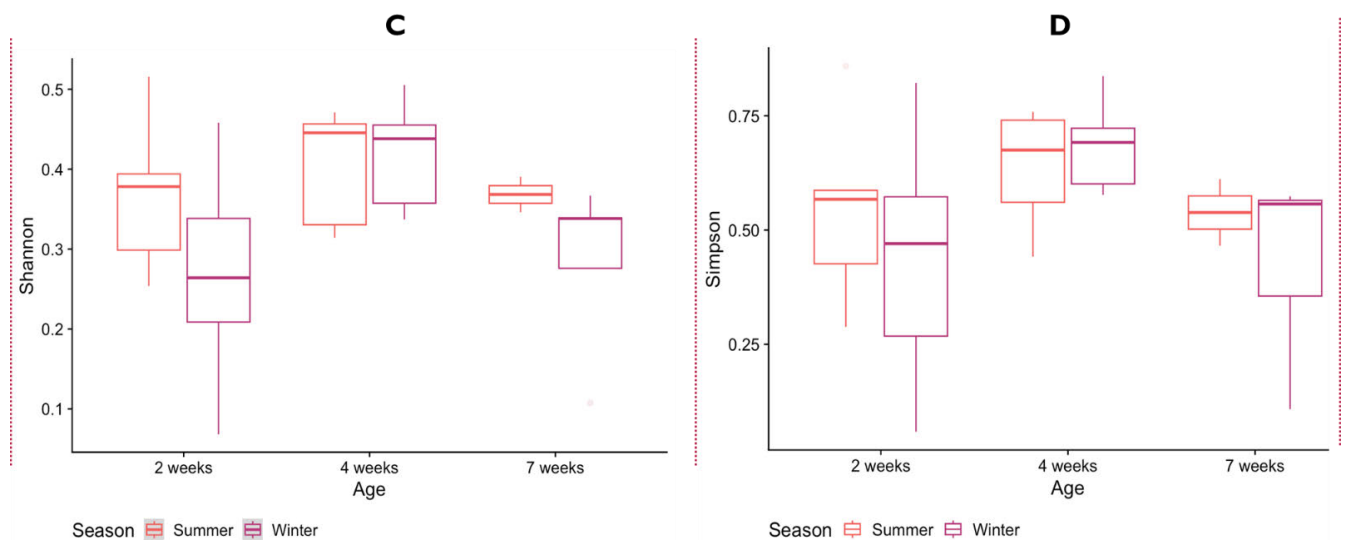 C
D
0.5
0.4
0.3
0.2
0.1
Shannon
2 weeks
4 weeks
7 weeks
Age
Season Summer Winter
0.75
0.50
0.25
Simpson
2 weeks
4 weeks
7 weeks
Age
Season Summer Winter